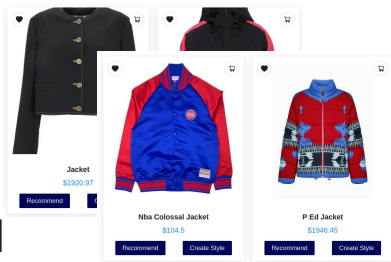 Jacket
$1920.97
Recommend
Nba Colossal Jacket
$104.5
Recommend
Create Style
P Ed Jacket
$1946.45
Recommend
Create Style